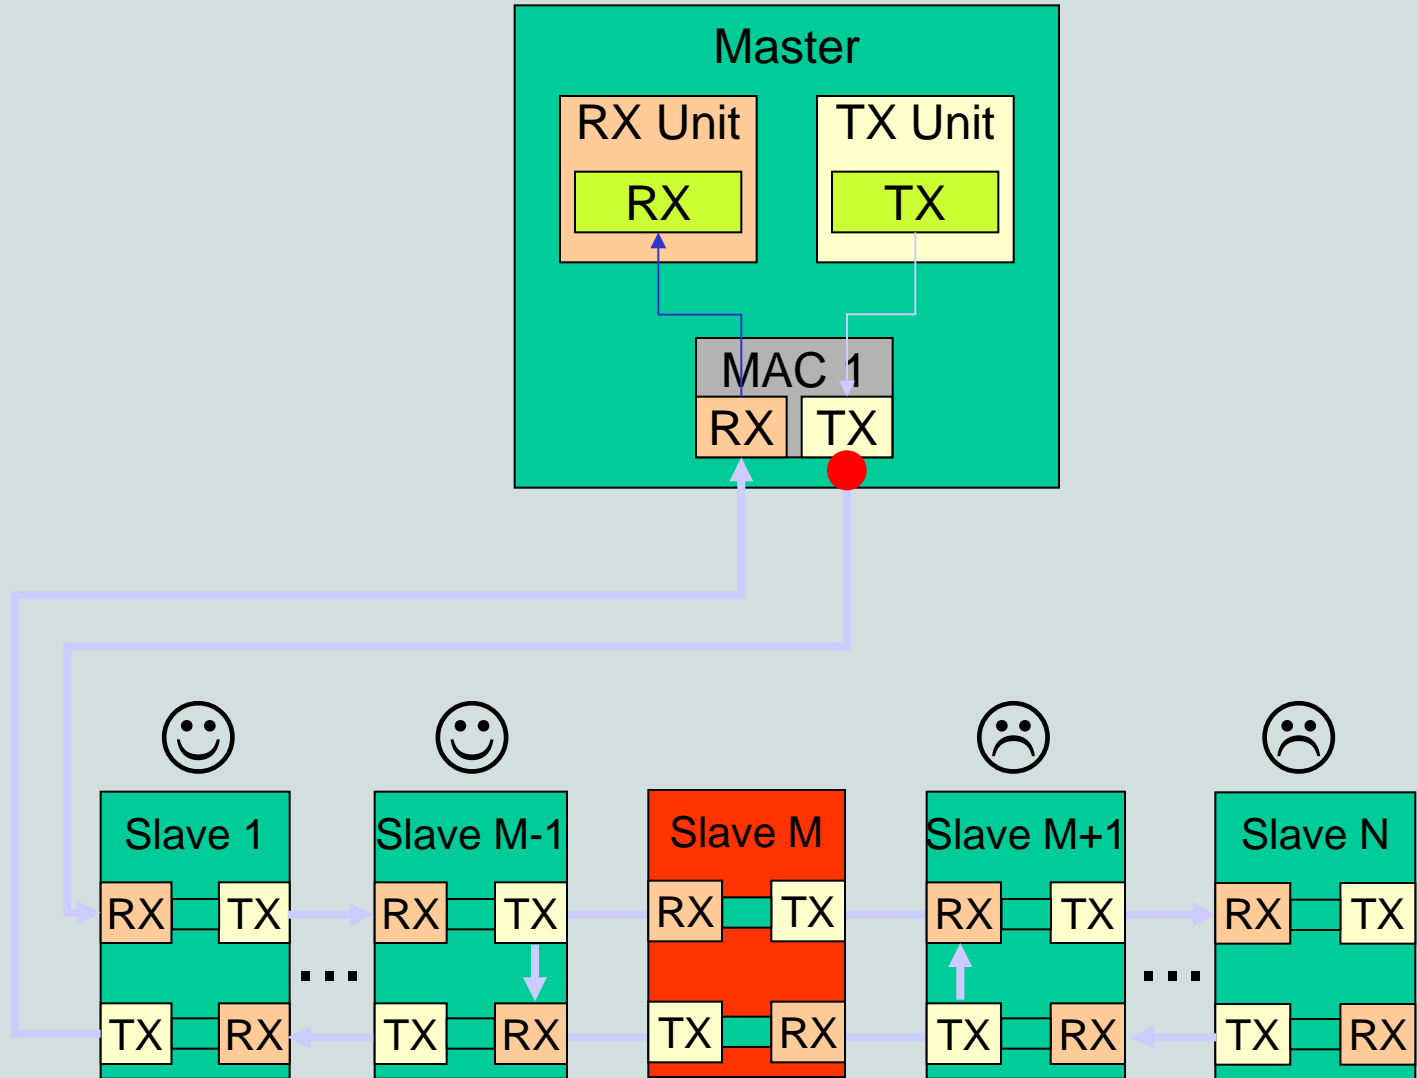 Master
RX Unit TX Unit
RX TX
MAC 1
RX TX
Slave 1 Slave M-1 Slave M Slave M+1 Slave N
RX TX RX TX RX TX RX TX RX TX
... ...
TX RX TX RX TX RX TX RX TX RX